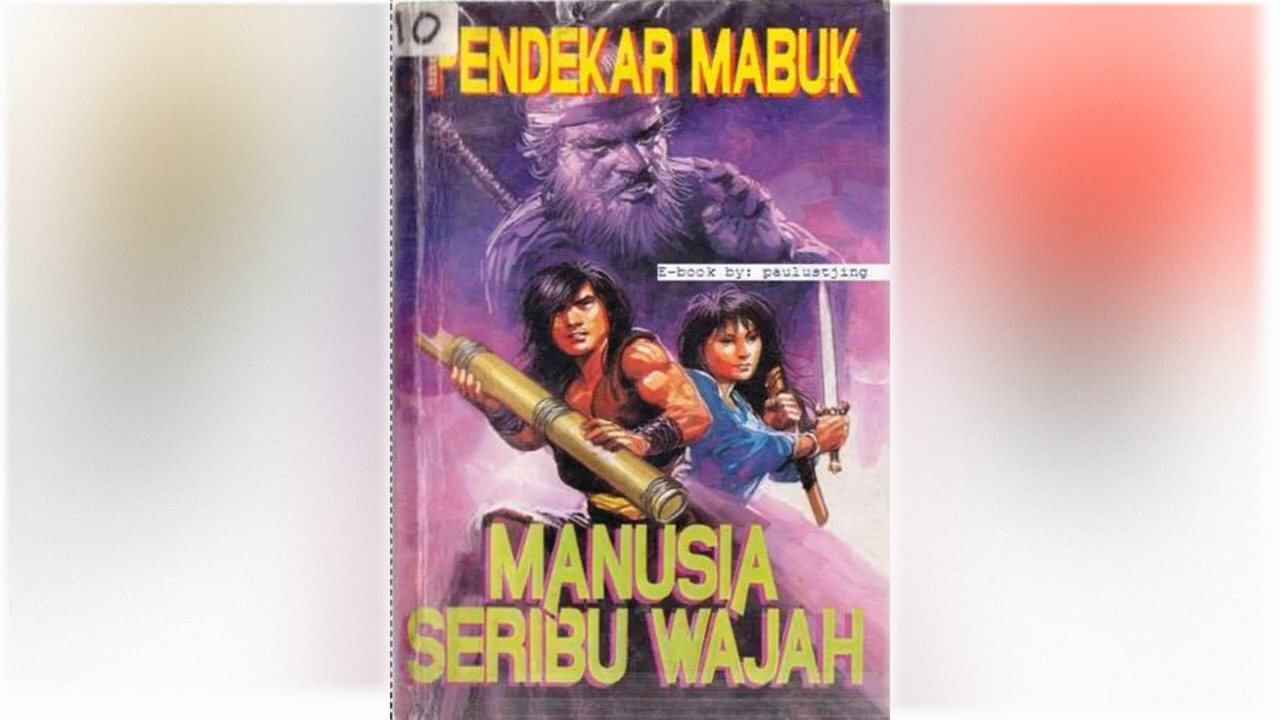 10
PENDEKAR MABUK
E-book by: paulustjing
MANUSIA
SERIBU WAJAH